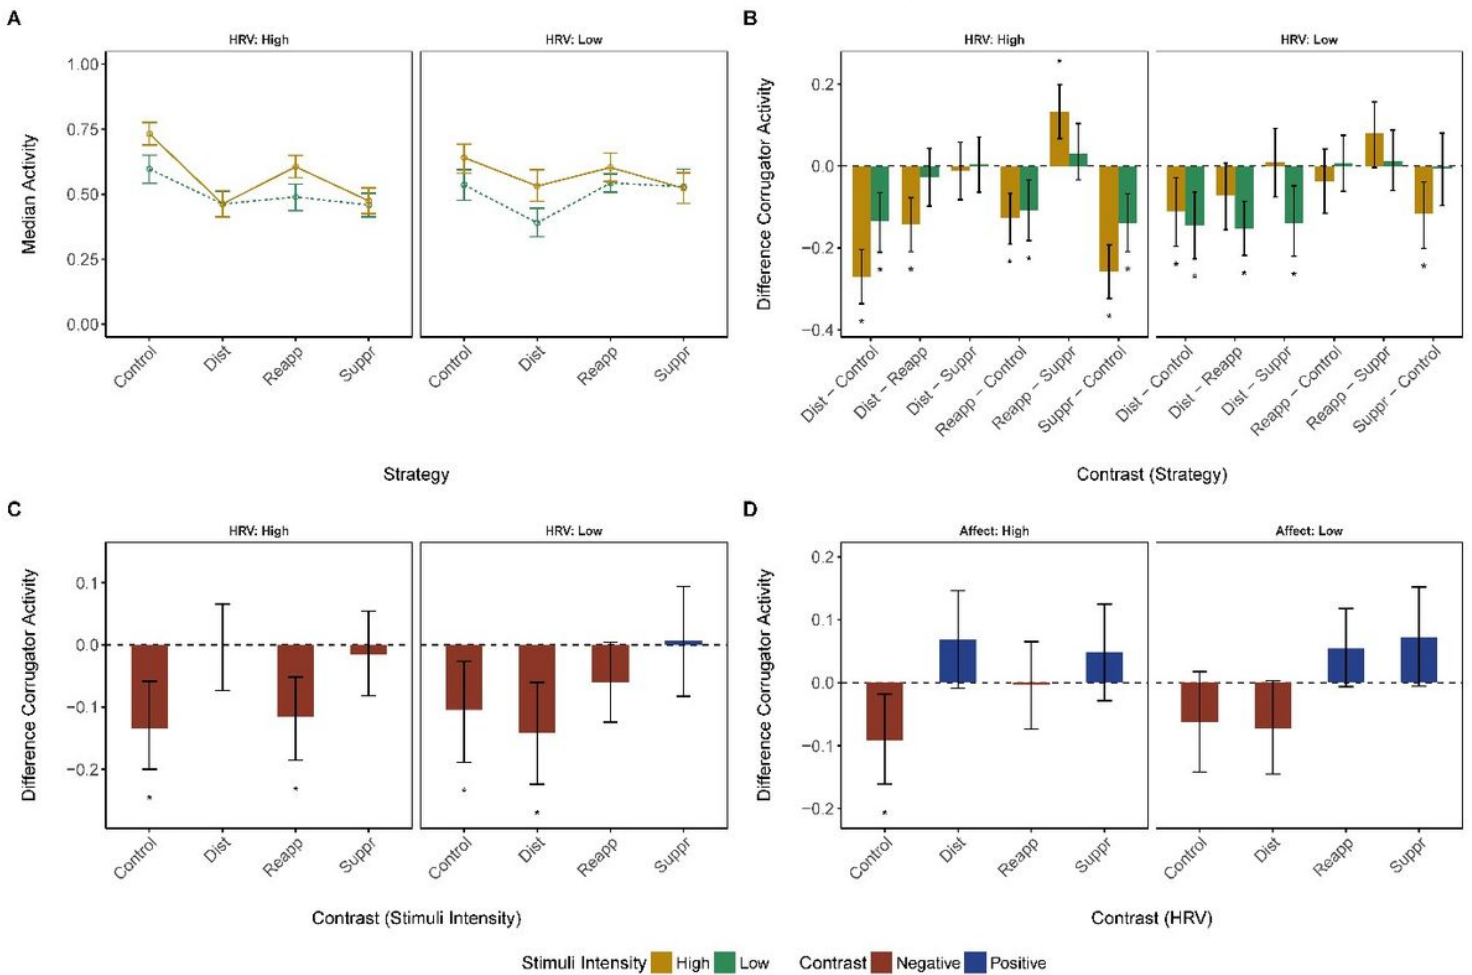 A
HRV: High
HRV: Low
Median Activity
1.00
0.75
0.50
0.25
0.00
Control
Dist
Reapp
Suppr
Control
Dist
Reapp
Suppr
Strategy
B
HRV: High
HRV: Low
Difference Corrugator Activity
0.2
0.0
−0.2
−0.4
*
*
*
*
*
*
*
*
*
*
*
*
*
Dist − Control
Dist − Reapp
Dist − Suppr
Reapp − Control
Reapp − Suppr
Suppr − Control
Dist − Control
Dist − Reapp
Dist − Suppr
Reapp − Control
Reapp − Suppr
Suppr − Control
Contrast (Strategy)
C
HRV: High
HRV: Low
Difference Corrugator Activity
0.1
0.0
−0.1
−0.2
*
*
*
*
Control
Dist
Reapp
Suppr
Control
Dist
Reapp
Suppr
Contrast (Stimuli Intensity)
D
Affect: High
Affect: Low
Difference Corrugator Activity
0.2
0.1
0.0
−0.1
−0.2
*
Control
Dist
Reapp
Suppr
Control
Dist
Reapp
Suppr
Contrast (HRV)
Stimuli Intensity High Low Contrast Negative Positive